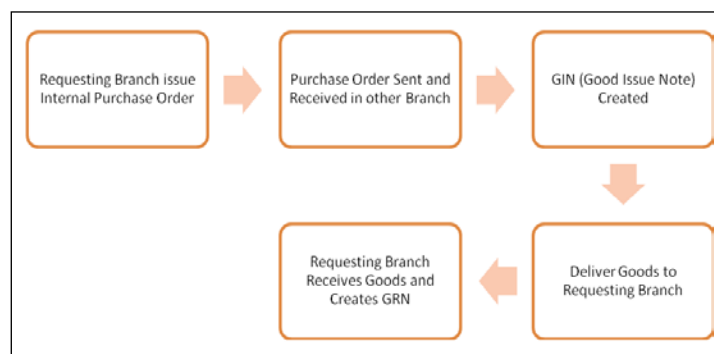 Requesting Branch issue
Internal Purchase Order
Purchase Order Sent and
Received in other Branch
GIN (Good Issue Note)
Created
Deliver Goods to
Requesting Branch
Requesting Branch
Receives Goods and
Creates GRN